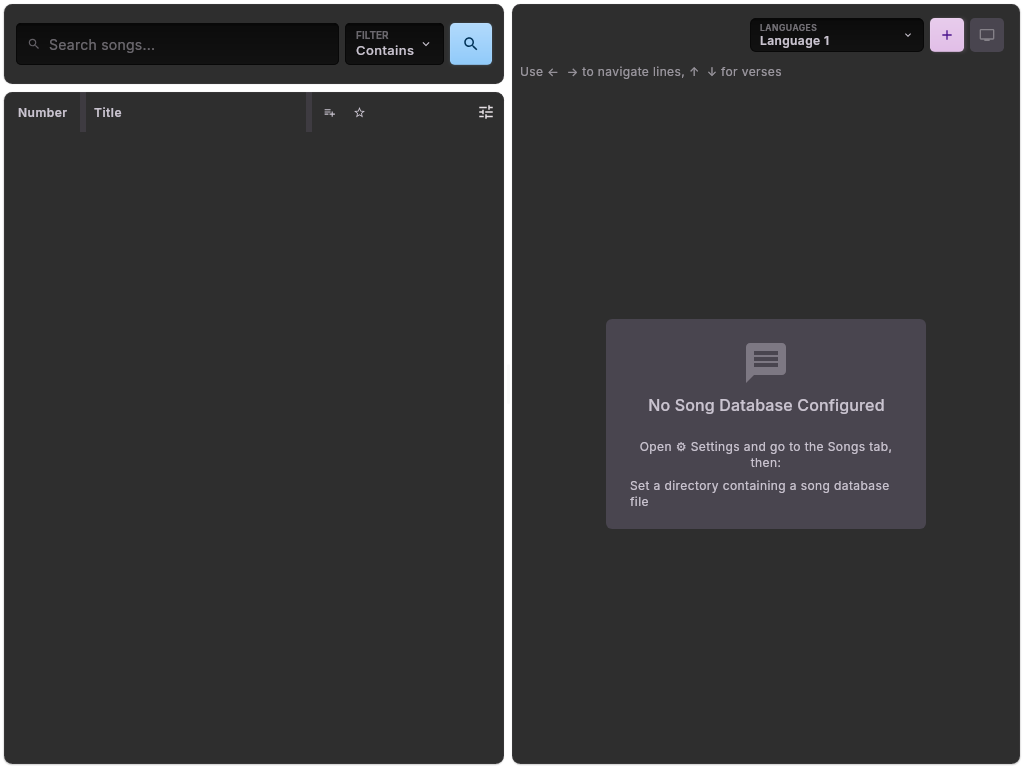 Search songs...
FILTER
Contains
Number
Title
LANGUAGES
Language 1
Use ← → to navigate lines, ↑ ↓ for verses
No Song Database Configured
Open ⚙ Settings and go to the Songs tab,
then:
Set a directory containing a song database
file